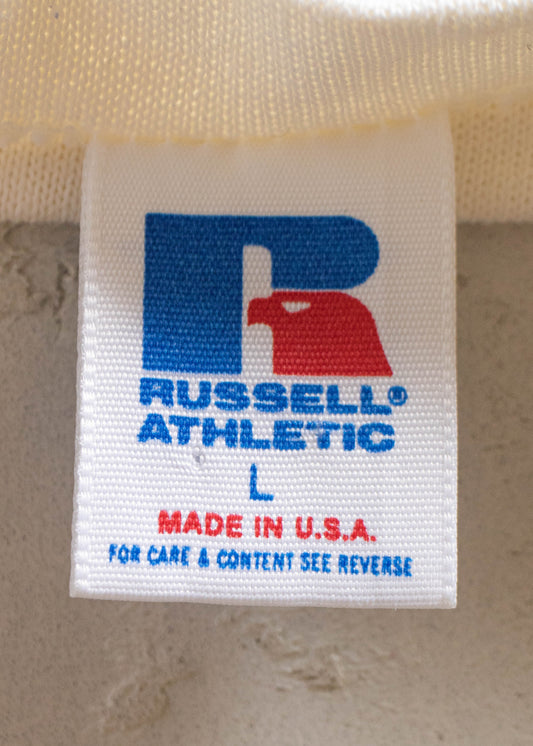 RUSSELL®
ATHLETIC
L
MADE IN U.S.A.
FOR CARE & CONTENT SEE REVERSE